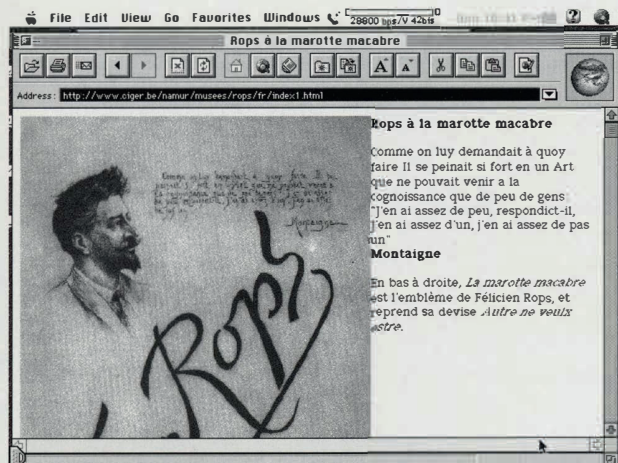 File Edit View Go Favorites Windows 28800 bps/V 42bis
Rops à la marotte macabre
Address: http://www.ciger.be/namur/musees/rops/fr/index1.html
Rops à la marotte macabre
Comme on luy demandait à quoy
faire Il se peinait si fort en un Art
que ne pouvait venir a la
cognoissance que de peu de gens
"J'en ai assez de peu, respondict-il,
j'en ai assez d'un, j'en ai assez de pas
un"
Montaigne
En bas à droite, La marotte macabre
est l'emblème de Félicien Rops, et
reprend sa devise Autre ne veulx
estre.
Montaigne
Rops